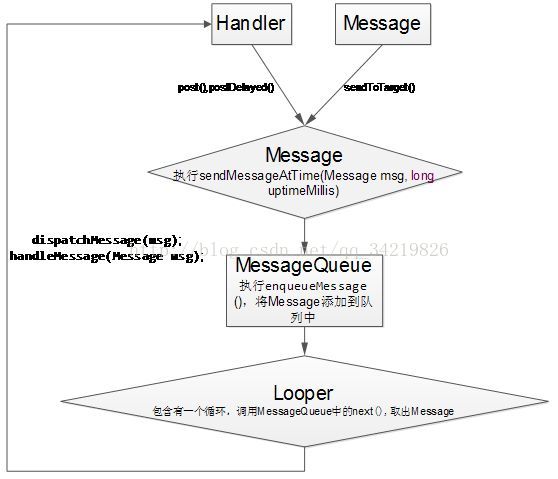 Handler
Message
post(),postDelayed()
sendToTarget()
Message
执行sendMessageAtTime(Message msg, long
uptimeMillis)
dispatchMessage(msg);
handleMessage(Message msg);
http://blog.csdn.net/qq_34219826
MessageQueue
执行enqueueMessage
()，将Message添加到队
列中
Looper
包含有一个循环，调用MessageQueue中的next()，取出Message